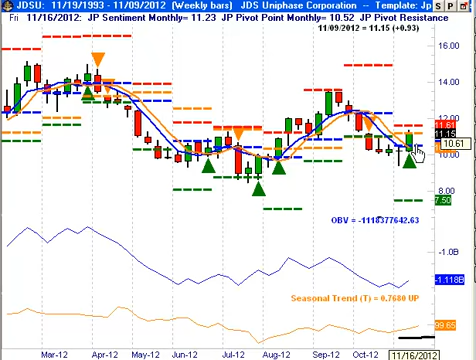 JDSU: 11/19/1993 - 11/09/2012 (Weekly bars) JDS Uniphase Corporation -- Template: Jp S P
Fri 11/16/2012: JP Sentiment Monthly= 11.23 JP Pivot Point Monthly= 10.52 JP Pivot Resistance
11/09/2012 = 11.15 (+0.93)
16.00
14.00
11.61
11.15
10.61
10.00
8.00
7.50
OBV = -1118377642.63
-1.0B
-1.118B
Seasonal Trend (T) = 0.7680 UP
99.65
Mar-12 Apr-12 May-12 Jun-12 Jul-12 Aug-12 Sep-12 Oct-12 11/16/2012